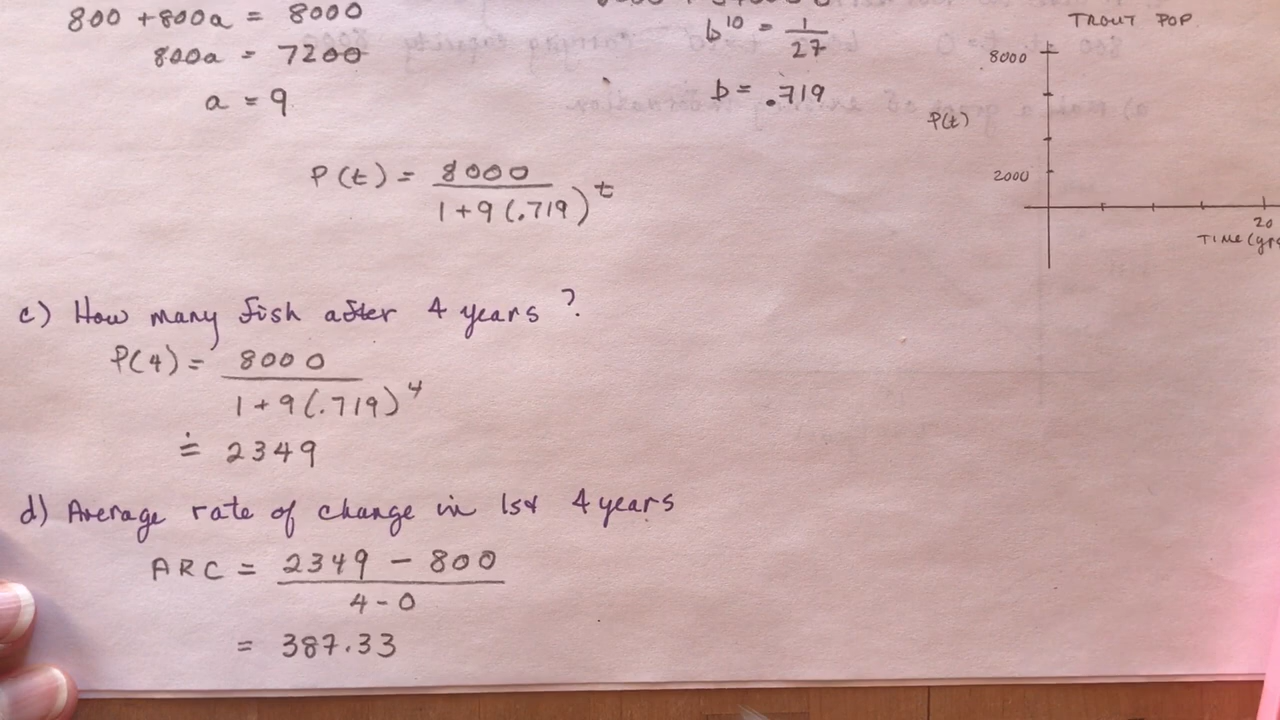 800 + 800a = 8000
800a = 7200
a = 9
b¹⁰ = 1/27
b = .719
P(t) = 8000 / 1 + 9(.719)^t
TROUT POP.
8000
P(t)
2000
20
TIME (yrs
c) How many fish after 4 years?
P(4) = 8000 / 1 + 9(.719)^4
≐ 2349
d) Average rate of change in 1st 4 years
ARC = 2349 - 800 / 4 - 0
= 387.33